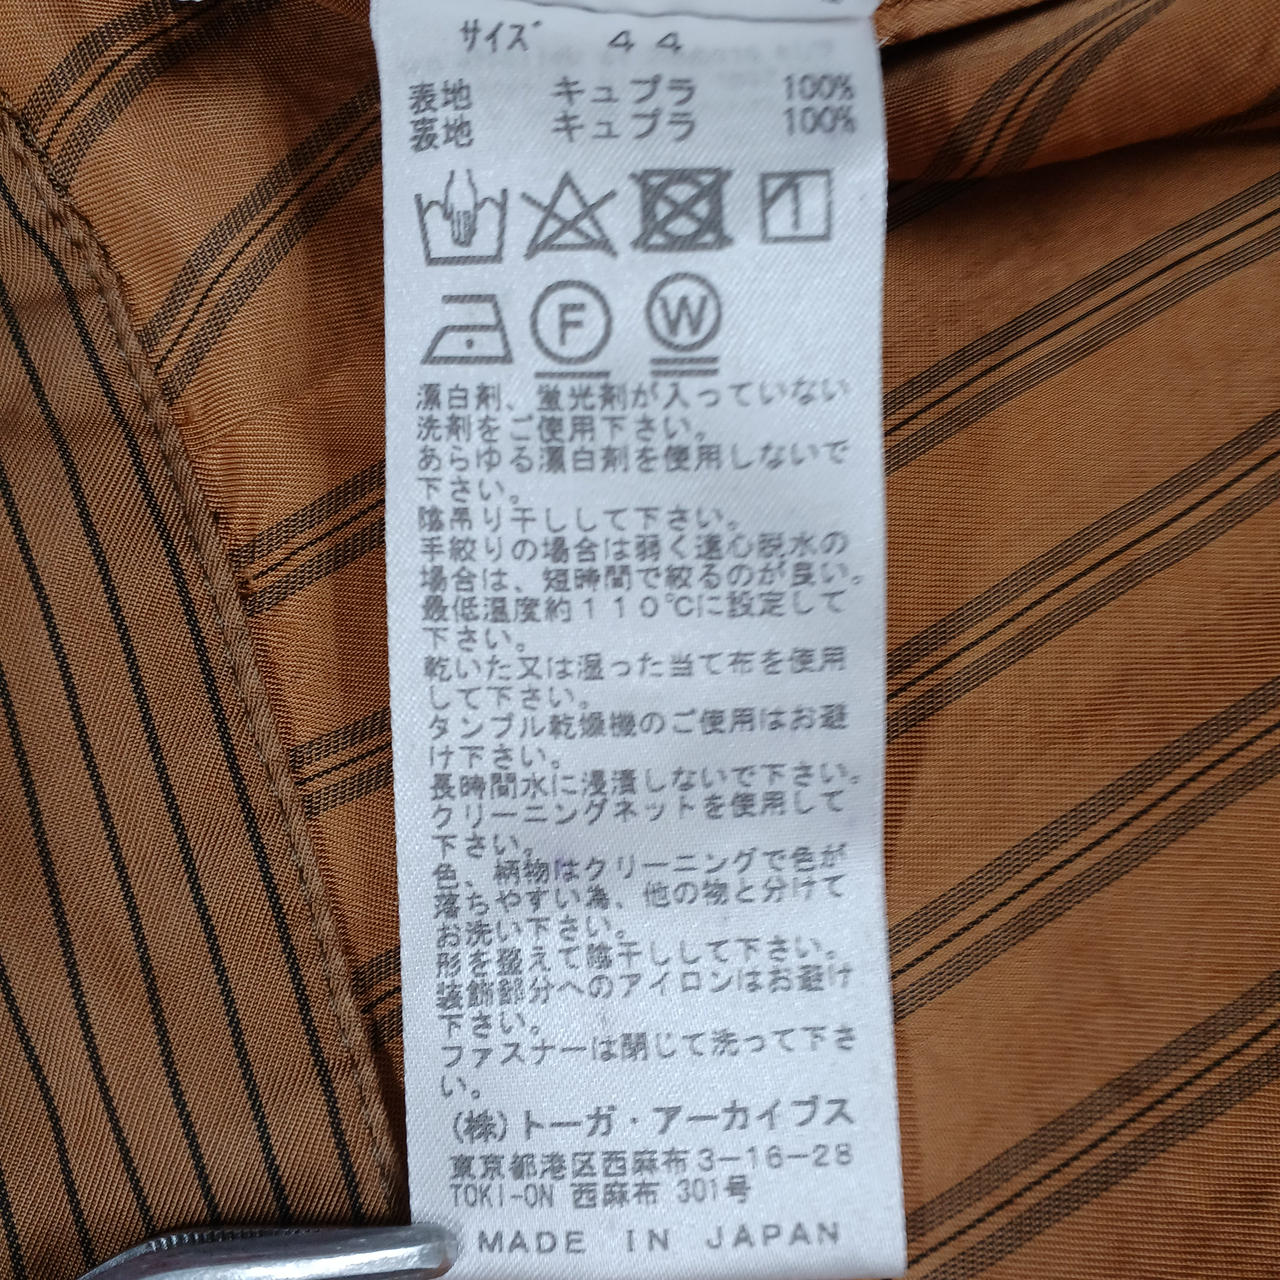 サイズ 44
表地 キュプラ 100%
裏地 キュプラ 100%
F W
漂白剤、蛍光剤が入っていない
洗剤をご使用下さい。
あらゆる漂白剤を使用しないで
下さい。
陰吊り干しして下さい。
手絞りの場合は弱く遠心脱水の
場合は、短時間で絞るのが良い。
最低温度約110℃に設定して
下さい。
乾いた又は湿った当て布を使用
して下さい。
タンブル乾燥機のご使用はお避
け下さい。
長時間水に浸漬しないで下さい。
クリーニングネットを使用して
下さい。
色、柄物はクリーニングで色が
落ちやすい為、他の物と分けて
お洗い下さい。
形を整えて陰干しして下さい。
装飾部分へのアイロンはお避け
下さい。
ファスナーは閉じて洗って下さ
い。
(株)トーガ・アーカイブス
東京都港区西麻布3-16-28
TOKI-ON 西麻布 301号
MADE IN JAPAN